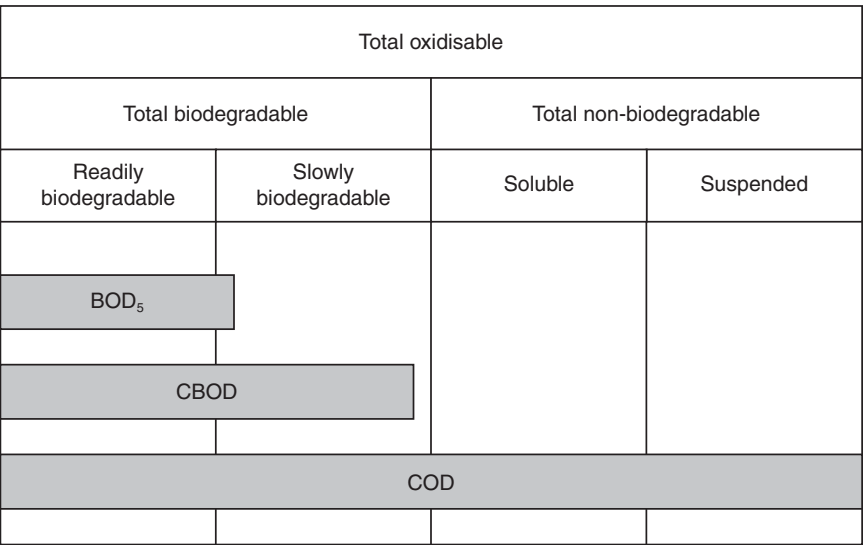 Total oxidisable
Total biodegradable
Total non-biodegradable
Readily
biodegradable
Slowly
biodegradable
Soluble
Suspended
BOD₅
CBOD
COD